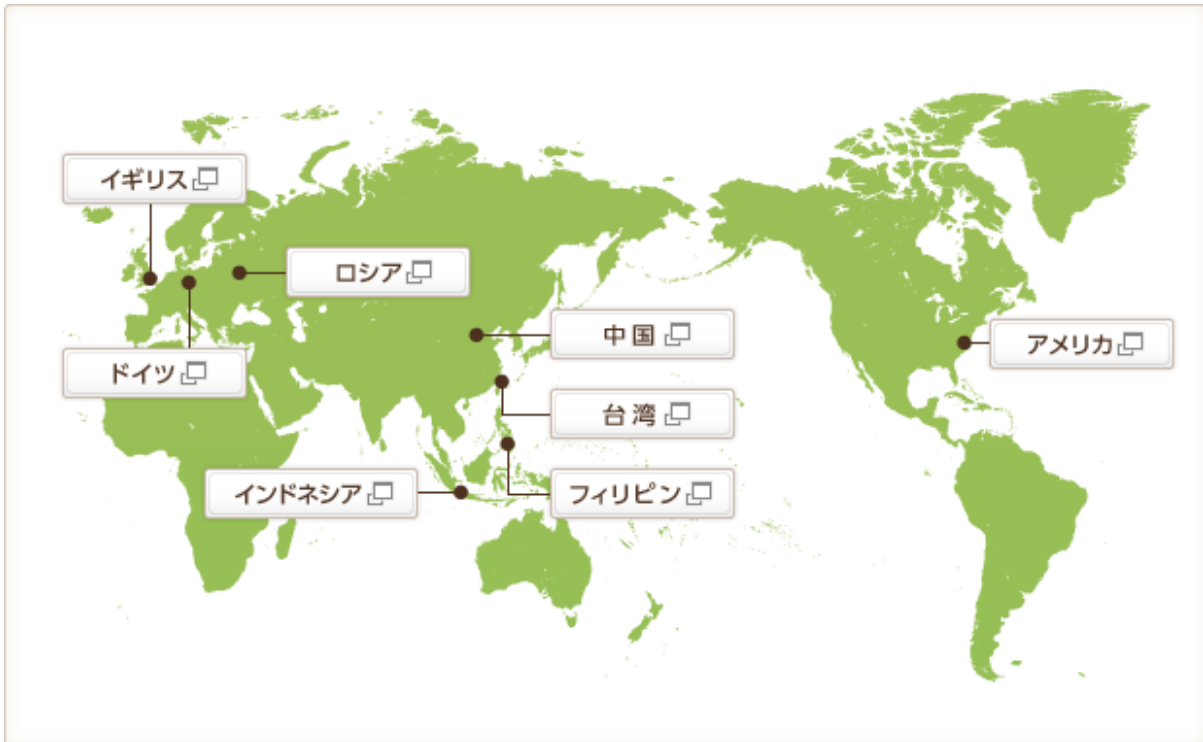 イギリス
ロシア
中国
アメリカ
ドイツ
台湾
インドネシア
フィリピン